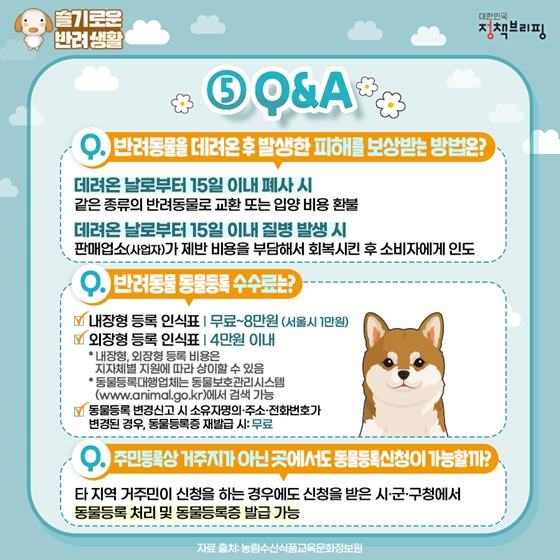 슬기로운
반려 생활
대한민국
정책브리핑
⑤ Q&A
Q. 반려동물을 데려온 후 발생한 피해를 보상받는 방법은?
데려온 날로부터 15일 이내 폐사 시
같은 종류의 반려동물로 교환 또는 입양 비용 환불
데려온 날로부터 15일 이내 질병 발생 시
판매업소(사업자)가 제반 비용을 부담해서 회복시킨 후 소비자에게 인도
Q. 반려동물 동물등록 수수료는?
내장형 등록 인식표 | 무료~8만원 (서울시 1만원)
외장형 등록 인식표 | 4만원 이내
* 내장형, 외장형 등록 비용은
지자체별 지원에 따라 상이할 수 있음
* 동물등록대행업체는 동물보호관리시스템
(www.animal.go.kr)에서 검색 가능
동물등록 변경신고 시 소유자명의·주소·전화번호가
변경된 경우, 동물등록증 재발급 시: 무료
Q. 주민등록상 거주지가 아닌 곳에서도 동물등록신청이 가능할까?
타 지역 거주민이 신청을 하는 경우에도 신청을 받은 시·군·구청에서
동물등록 처리 및 동물등록증 발급 가능
자료 출처: 농림수산식품교육문화정보원